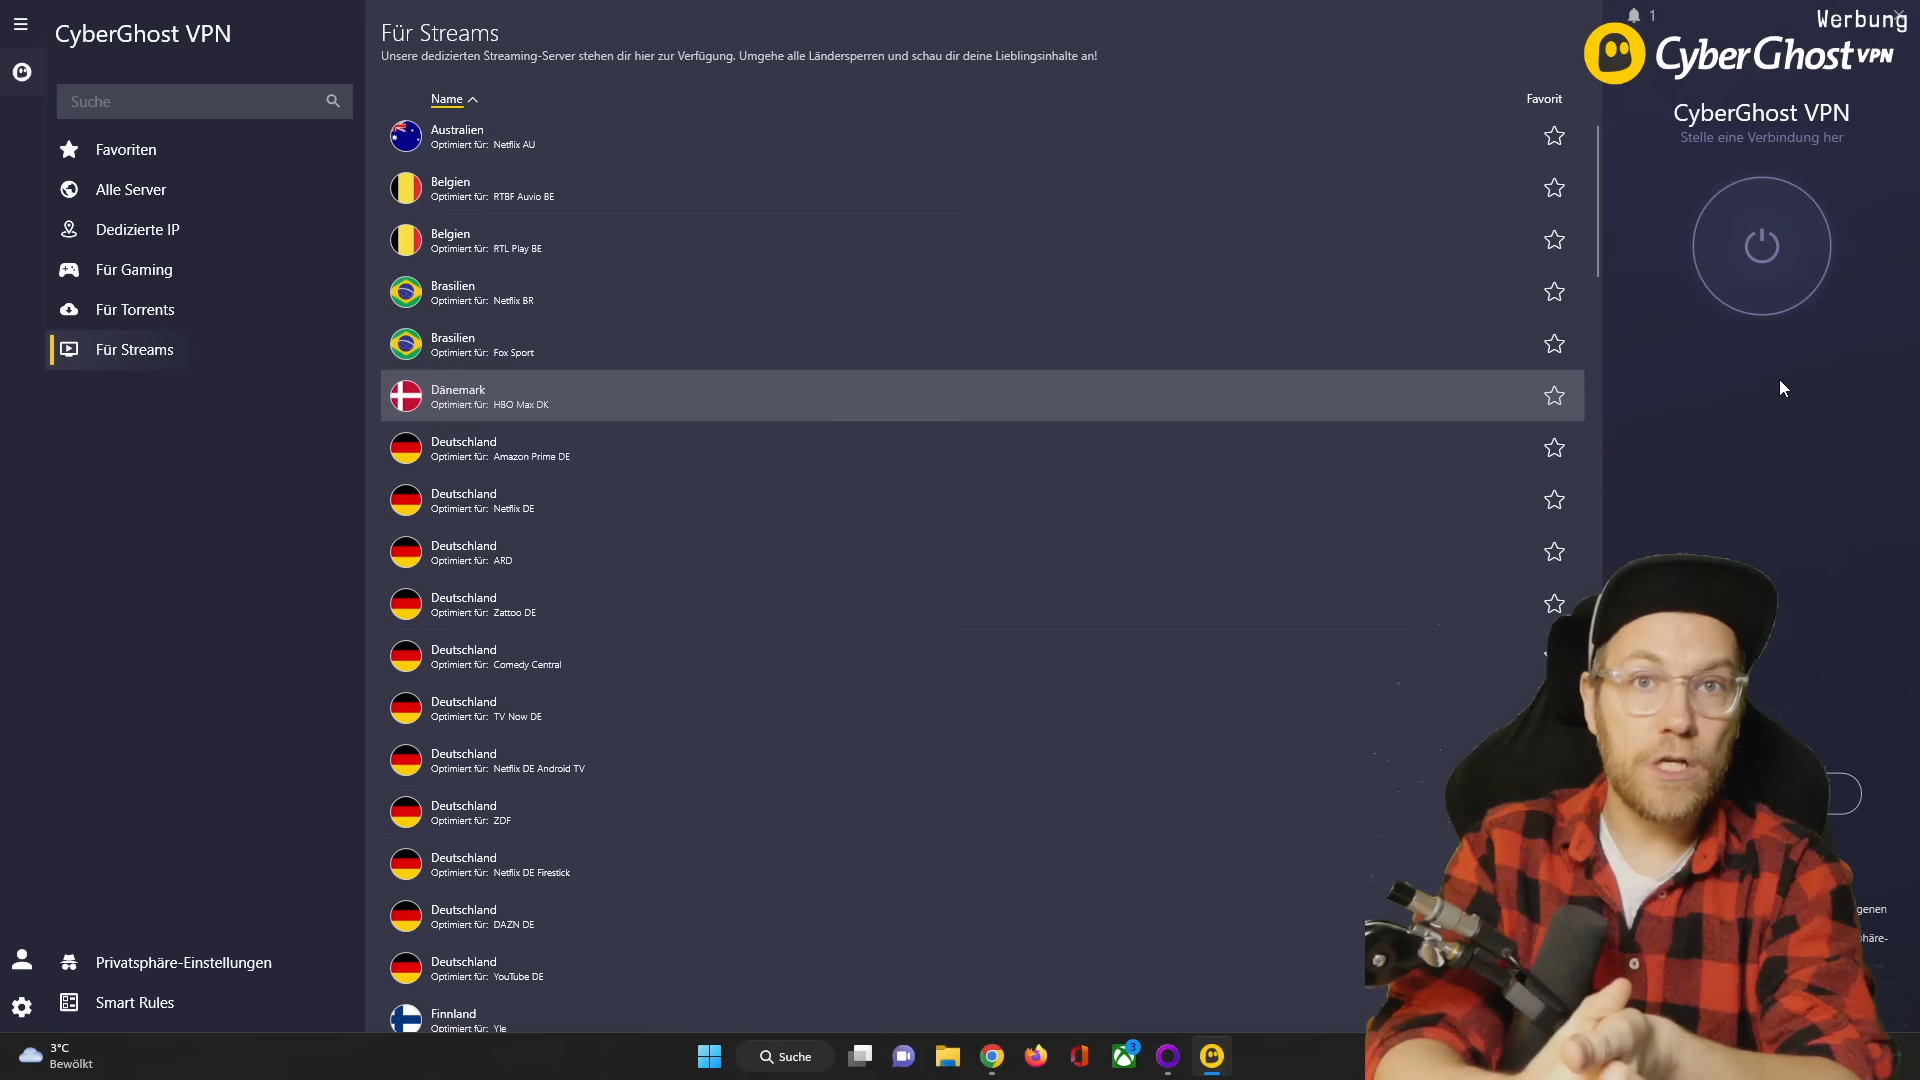 CyberGhost VPN
Suche
Favoriten
Alle Server
Dedizierte IP
Für Gaming
Für Torrents
Für Streams
Privatsphäre-Einstellungen
Smart Rules
Für Streams
Unsere dedizierten Streaming-Server stehen dir hier zur Verfügung. Umgehe alle Ländersperren und schau dir deine Lieblingsinhalte an!
Name
Favorit
Australien
Optimiert für: Netflix AU
Belgien
Optimiert für: RTBF Auvio BE
Belgien
Optimiert für: RTL Play BE
Brasilien
Optimiert für: Netflix BR
Brasilien
Optimiert für: Fox Sport
Dänemark
Optimiert für: HBO Max DK
Deutschland
Optimiert für: Amazon Prime DE
Deutschland
Optimiert für: Netflix DE
Deutschland
Optimiert für: ARD
Deutschland
Optimiert für: Zattoo DE
Deutschland
Optimiert für: Comedy Central
Deutschland
Optimiert für: TV Now DE
Deutschland
Optimiert für: Netflix DE Android TV
Deutschland
Optimiert für: ZDF
Deutschland
Optimiert für: Netflix DE Firestick
Deutschland
Optimiert für: DAZN DE
Deutschland
Optimiert für: YouTube DE
Finnland
Optimiert für: Yle
1
Werbung
CyberGhost VPN
CyberGhost VPN
Stelle eine Verbindung her
genen
häre-
3°C
Bewölkt
Suche
3